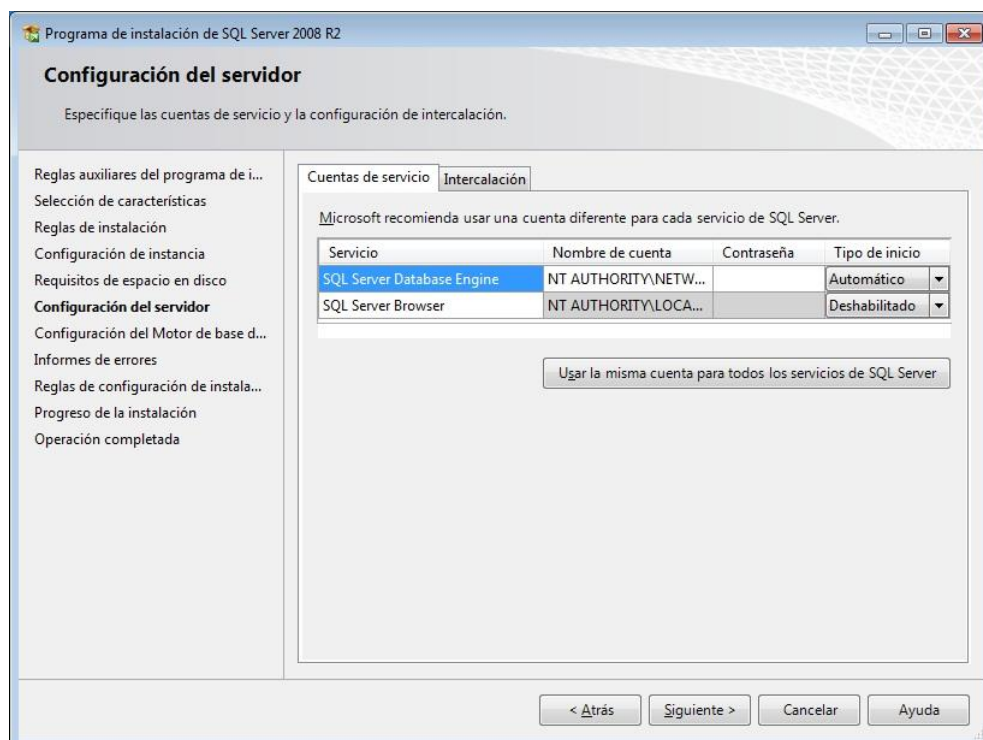 Programa de instalación de SQL Server 2008 R2
Configuración del servidor
Especifique las cuentas de servicio y la configuración de intercalación.
Reglas auxiliares del programa de i...
Selección de características
Reglas de instalación
Configuración de instancia
Requisitos de espacio en disco
Configuración del servidor
Configuración del Motor de base d...
Informes de errores
Reglas de configuración de instala...
Progreso de la instalación
Operación completada
Cuentas de servicio Intercalación
Microsoft recomienda usar una cuenta diferente para cada servicio de SQL Server.
Servicio Nombre de cuenta Contraseña Tipo de inicio
SQL Server Database Engine NT AUTHORITY\NETW... Automático
SQL Server Browser NT AUTHORITY\LOCA... Deshabilitado
Usar la misma cuenta para todos los servicios de SQL Server
< Atrás Siguiente > Cancelar Ayuda